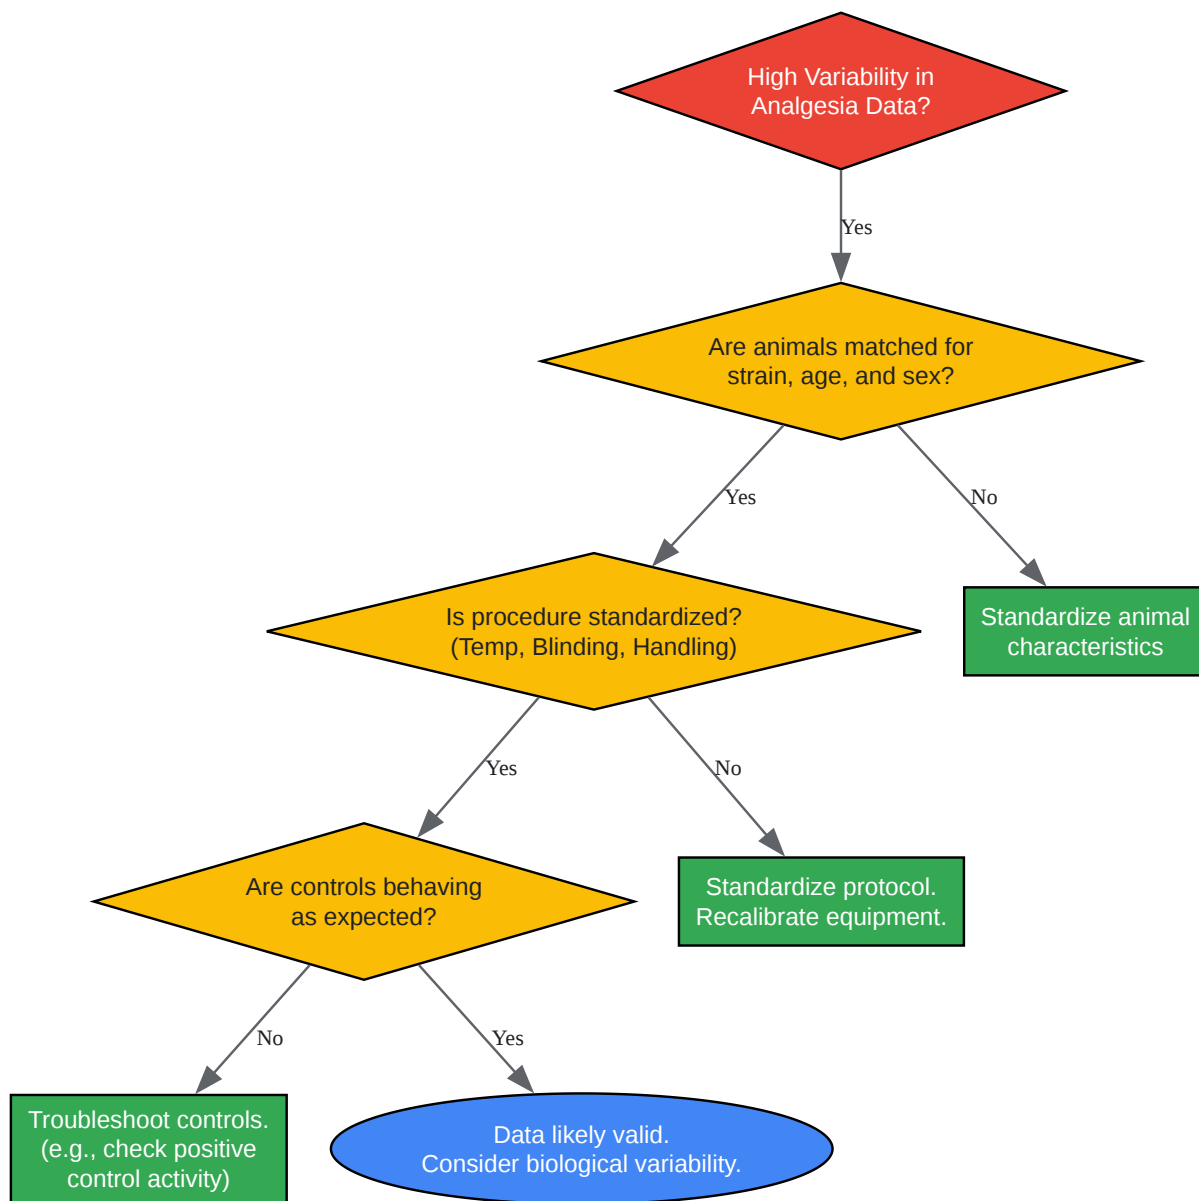 High Variability in
Analgesia Data?
Yes
Are animals matched for
strain, age, and sex?
Yes
No
Is procedure standardized?
(Temp, Blinding, Handling)
Standardize animal
characteristics
Yes
No
Are controls behaving
as expected?
Standardize protocol.
Recalibrate equipment.
No
Yes
Troubleshoot controls.
(e.g., check positive
control activity)
Data likely valid.
Consider biological variability.